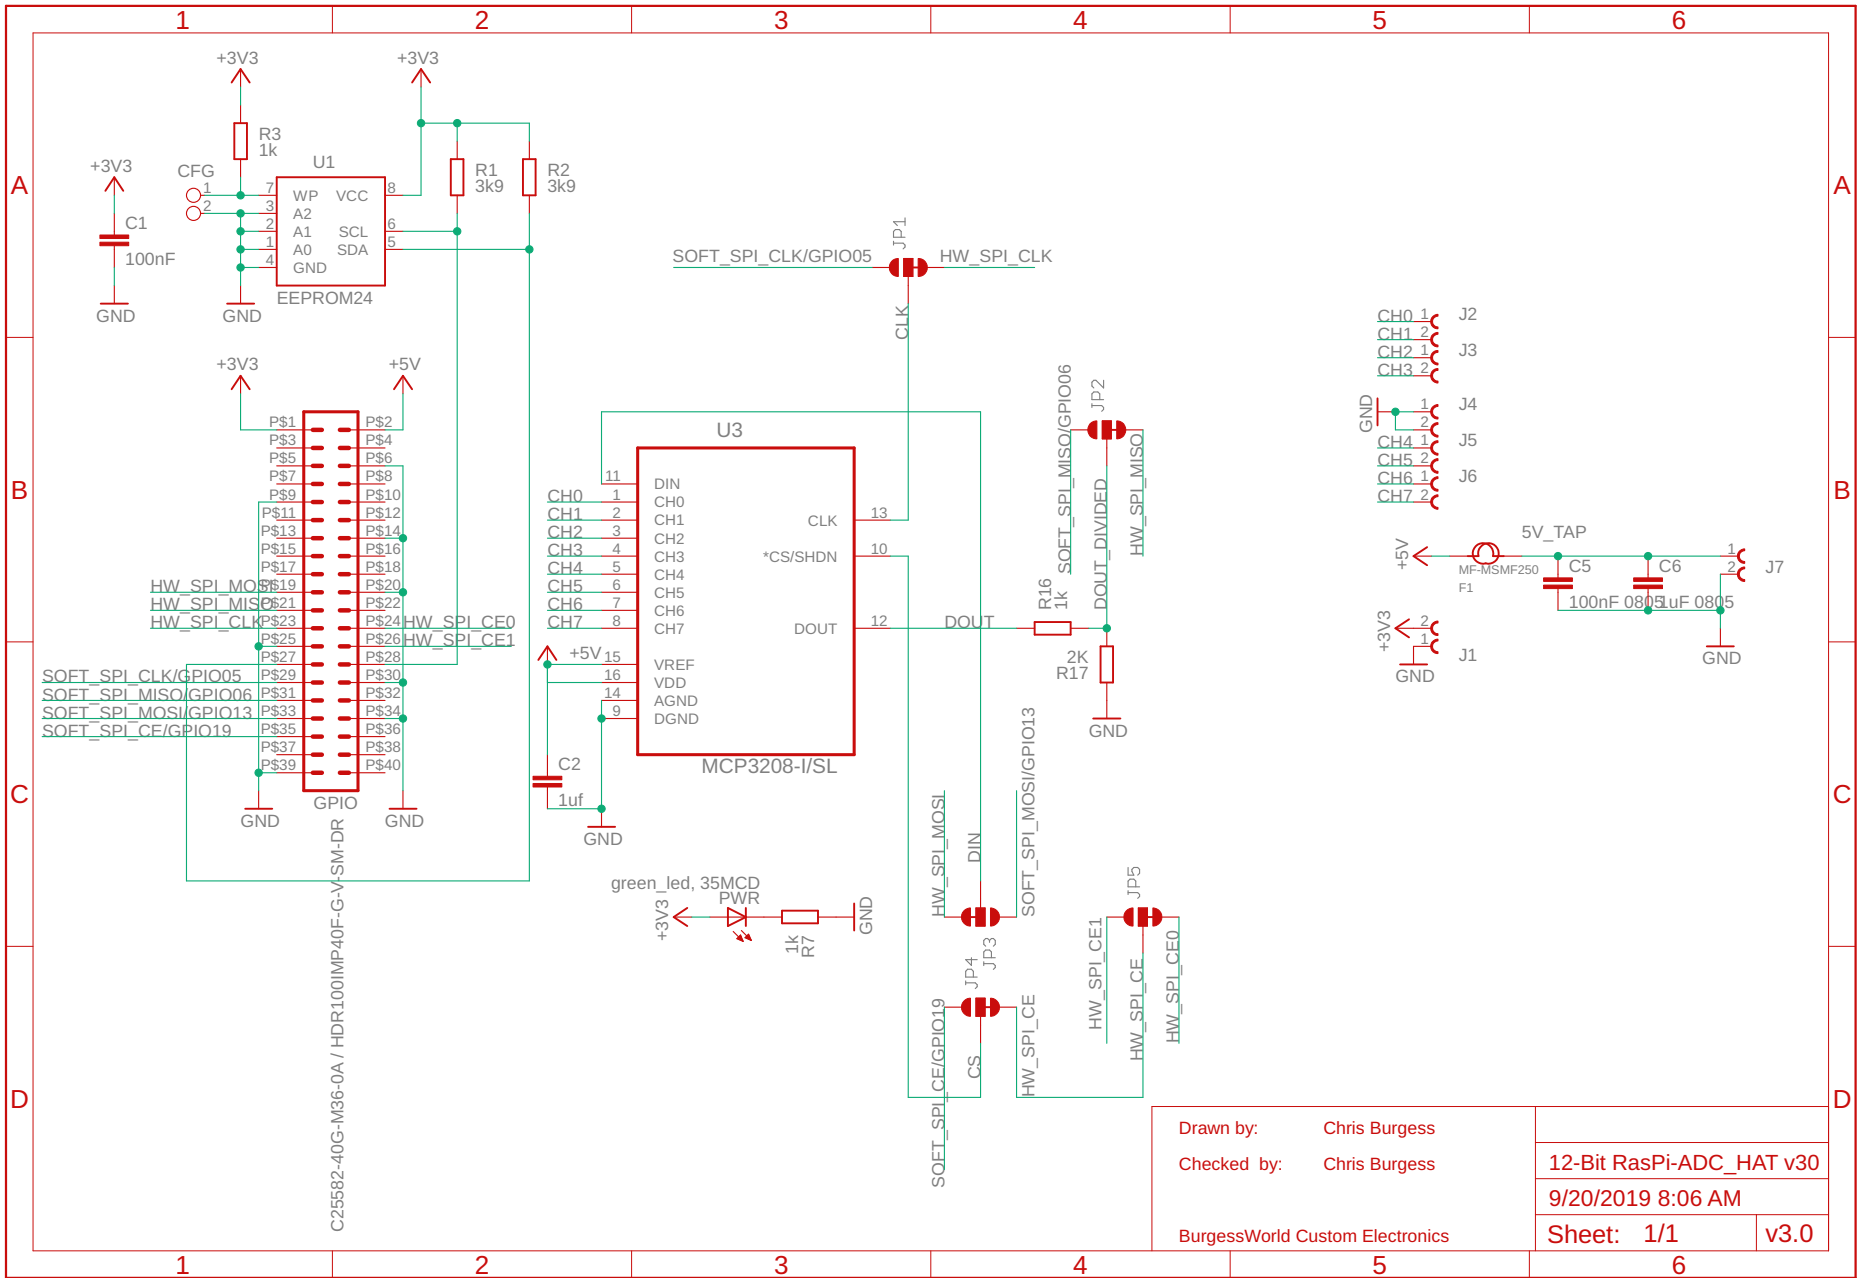 1 2 3 4 5 6
A A
B B
C C
D D
+3V3
+3V3
R3
1k
CFG
1
2
+3V3
C1
100nF
GND
U1
7 WP VCC 8
3 A2
2 A1 SCL 6
1 A0 SDA 5
4 GND
EEPROM24
GND
R1
3k9
R2
3k9
+3V3
+5V
P$1 P$2
P$3 P$4
P$5 P$6
P$7 P$8
P$9 P$10
P$11 P$12
P$13 P$14
P$15 P$16
P$17 P$18
HW_SPI_MOSI P$19 P$20
HW_SPI_MISO P$21 P$22
HW_SPI_CLK P$23 P$24 HW_SPI_CE0
P$25 P$26 HW_SPI_CE1
P$27 P$28
SOFT_SPI_CLK/GPIO05 P$29 P$30
SOFT_SPI_MISO/GPIO06 P$31 P$32
SOFT_SPI_MOSI/GPIO13 P$33 P$34
SOFT_SPI_CE/GPIO19 P$35 P$36
P$37 P$38
P$39 P$40
GPIO
GND
GND
C25582-40G-M36-0A / HDR100IMP40F-G-V-SM-DR
SOFT_SPI_CLK/GPIO05
JP1
HW_SPI_CLK
CLK
U3
11 DIN
CH0 1 CH0
CH1 2 CH1
CH2 3 CH2
CH3 4 CH3
CH4 5 CH4
CH5 6 CH5
CH6 7 CH6
CH7 8 CH7
+5V 15 VREF
16 VDD
14 AGND
9 DGND
CLK 13
*CS/SHDN 10
DOUT 12
MCP3208-I/SL
C2
1uf
GND
DOUT
R16
1k
SOFT_SPI_MISO/GPIO06
JP2
DOUT_DIVIDED
HW_SPI_MISO
2K
R17
GND
green_led, 35MCD
PWR
+3V3
1k
R7
GND
HW_SPI_MOSI
DIN
SOFT_SPI_MOSI/GPIO13
JP3
JP4
SOFT_SPI_CE/GPIO19
CS
HW_SPI_CE
JP5
HW_SPI_CE1
HW_SPI_CE
HW_SPI_CE0
CH0 1 J2
CH1 2
CH2 1 J3
CH3 2
GND 1 J4
2
CH4 1 J5
CH5 2
CH6 1 J6
CH7 2
5V_TAP
+5V
MF-MSMF250
F1
C5
100nF 0805
C6
1uF 0805
1
2
J7
GND
+3V3
2
1
J1
GND
Drawn by: Chris Burgess
Checked by: Chris Burgess
BurgessWorld Custom Electronics
12-Bit RasPi-ADC_HAT v30
9/20/2019 8:06 AM
Sheet: 1/1 v3.0
1 2 3 4 5 6